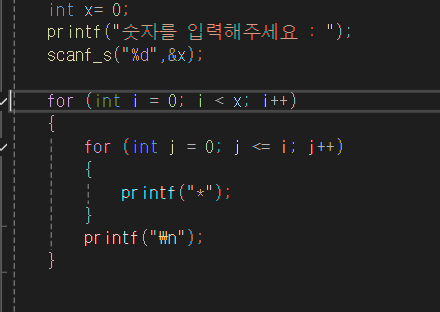 int x= 0;
printf("숫자를 입력해주세요 : ");
scanf_s("%d",&x);
for (int i = 0; i < x; i++)
{
for (int j = 0; j <= i; j++)
{
printf("*");
}
printf("₩n");
}